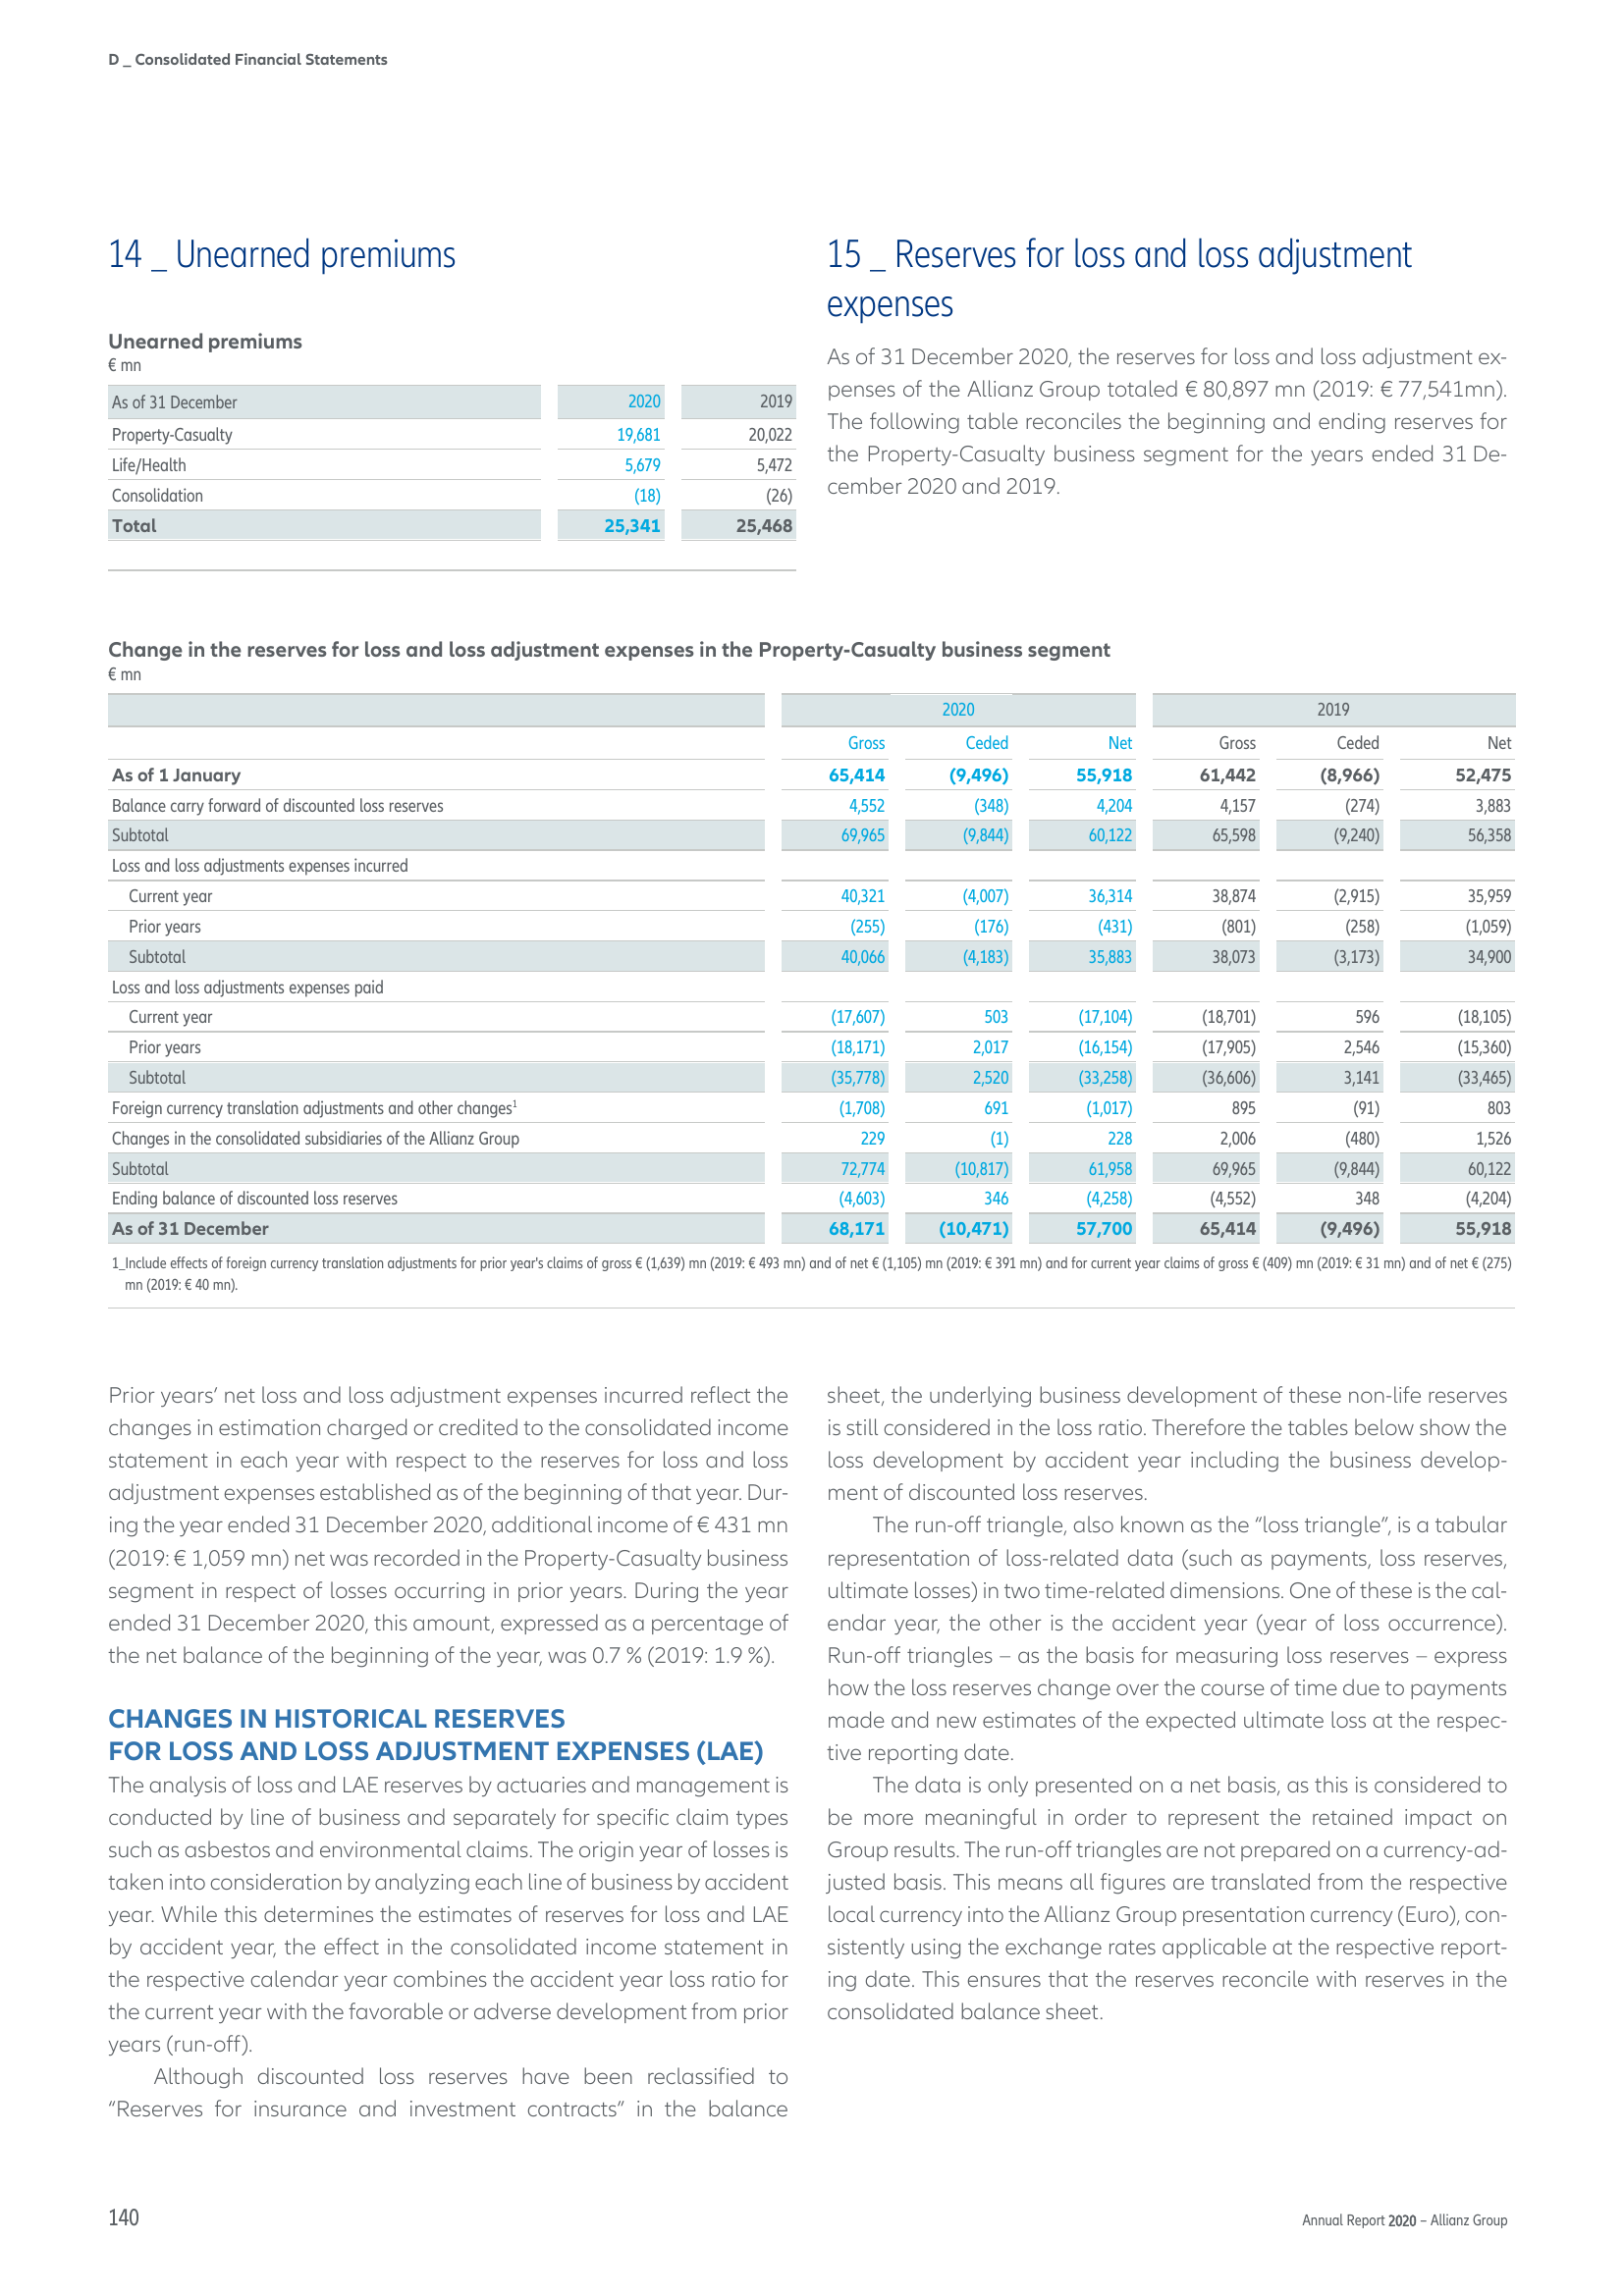 D _ Consolidated Financial Statements
14 _ Unearned premiums
Unearned premiums
€ mn
As of 31 December 2020 2019
Property-Casualty 19,681 20,022
Life/Health 5,679 5,472
Consolidation (18) (26)
Total 25,341 25,468
15 _ Reserves for loss and loss adjustment
expenses
As of 31 December 2020, the reserves for loss and loss adjustment ex-
penses of the Allianz Group totaled € 80,897 mn (2019: € 77,541mn).
The following table reconciles the beginning and ending reserves for
the Property-Casualty business segment for the years ended 31 De-
cember 2020 and 2019.
Change in the reserves for loss and loss adjustment expenses in the Property-Casualty business segment
€ mn
2020 2019
Gross Ceded Net Gross Ceded Net
As of 1 January 65,414 (9,496) 55,918 61,442 (8,966) 52,475
Balance carry forward of discounted loss reserves 4,552 (348) 4,204 4,157 (274) 3,883
Subtotal 69,965 (9,844) 60,122 65,598 (9,240) 56,358
Loss and loss adjustments expenses incurred
Current year 40,321 (4,007) 36,314 38,874 (2,915) 35,959
Prior years (255) (176) (431) (801) (258) (1,059)
Subtotal 40,066 (4,183) 35,883 38,073 (3,173) 34,900
Loss and loss adjustments expenses paid
Current year (17,607) 503 (17,104) (18,701) 596 (18,105)
Prior years (18,171) 2,017 (16,154) (17,905) 2,546 (15,360)
Subtotal (35,778) 2,520 (33,258) (36,606) 3,141 (33,465)
Foreign currency translation adjustments and other changes1 (1,708) 691 (1,017) 895 (91) 803
Changes in the consolidated subsidiaries of the Allianz Group 229 (1) 228 2,006 (480) 1,526
Subtotal 72,774 (10,817) 61,958 69,965 (9,844) 60,122
Ending balance of discounted loss reserves (4,603) 346 (4,258) (4,552) 348 (4,204)
As of 31 December 68,171 (10,471) 57,700 65,414 (9,496) 55,918
1_Include effects of foreign currency translation adjustments for prior year's claims of gross € (1,639) mn (2019: € 493 mn) and of net € (1,105) mn (2019: € 391 mn) and for current year claims of gross € (409) mn (2019: € 31 mn) and of net € (275)
mn (2019: € 40 mn).
Prior years’ net loss and loss adjustment expenses incurred reflect the
changes in estimation charged or credited to the consolidated income
statement in each year with respect to the reserves for loss and loss
adjustment expenses established as of the beginning of that year. Dur-
ing the year ended 31 December 2020, additional income of € 431 mn
(2019: € 1,059 mn) net was recorded in the Property-Casualty business
segment in respect of losses occurring in prior years. During the year
ended 31 December 2020, this amount, expressed as a percentage of
the net balance of the beginning of the year, was 0.7 % (2019: 1.9 %).
CHANGES IN HISTORICAL RESERVES
FOR LOSS AND LOSS ADJUSTMENT EXPENSES (LAE)
The analysis of loss and LAE reserves by actuaries and management is
conducted by line of business and separately for specific claim types
such as asbestos and environmental claims. The origin year of losses is
taken into consideration by analyzing each line of business by accident
year. While this determines the estimates of reserves for loss and LAE
by accident year, the effect in the consolidated income statement in
the respective calendar year combines the accident year loss ratio for
the current year with the favorable or adverse development from prior
years (run-off).
Although discounted loss reserves have been reclassified to
“Reserves for insurance and investment contracts” in the balance
sheet, the underlying business development of these non-life reserves
is still considered in the loss ratio. Therefore the tables below show the
loss development by accident year including the business develop-
ment of discounted loss reserves.
The run-off triangle, also known as the “loss triangle”, is a tabular
representation of loss-related data (such as payments, loss reserves,
ultimate losses) in two time-related dimensions. One of these is the cal-
endar year, the other is the accident year (year of loss occurrence).
Run-off triangles – as the basis for measuring loss reserves – express
how the loss reserves change over the course of time due to payments
made and new estimates of the expected ultimate loss at the respec-
tive reporting date.
The data is only presented on a net basis, as this is considered to
be more meaningful in order to represent the retained impact on
Group results. The run-off triangles are not prepared on a currency-ad-
justed basis. This means all figures are translated from the respective
local currency into the Allianz Group presentation currency (Euro), con-
sistently using the exchange rates applicable at the respective report-
ing date. This ensures that the reserves reconcile with reserves in the
consolidated balance sheet.
140
Annual Report 2020 – Allianz Group